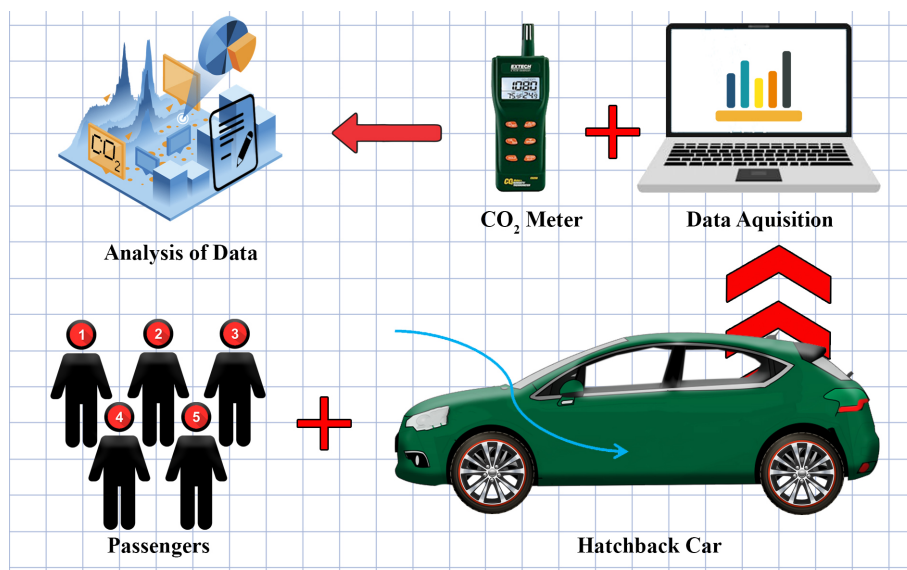 EXTECH
1080
CO₂
CO₂ Meter
Data Aquisition
Analysis of Data
1
2
3
4
5
Passengers
Hatchback Car